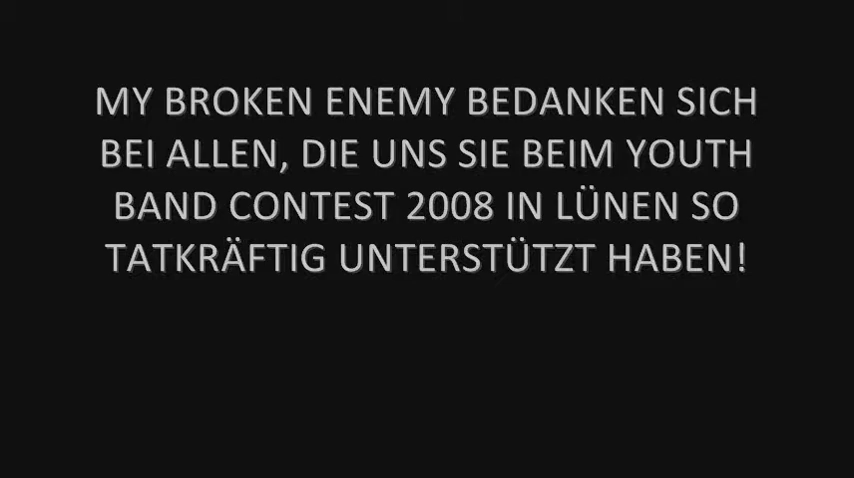 MY BROKEN ENEMY BEDANKEN SICH
BEI ALLEN, DIE UNS SIE BEIM YOUTH
BAND CONTEST 2008 IN LÜNEN SO
TATKRÄFTIG UNTERSTÜTZT HABEN!